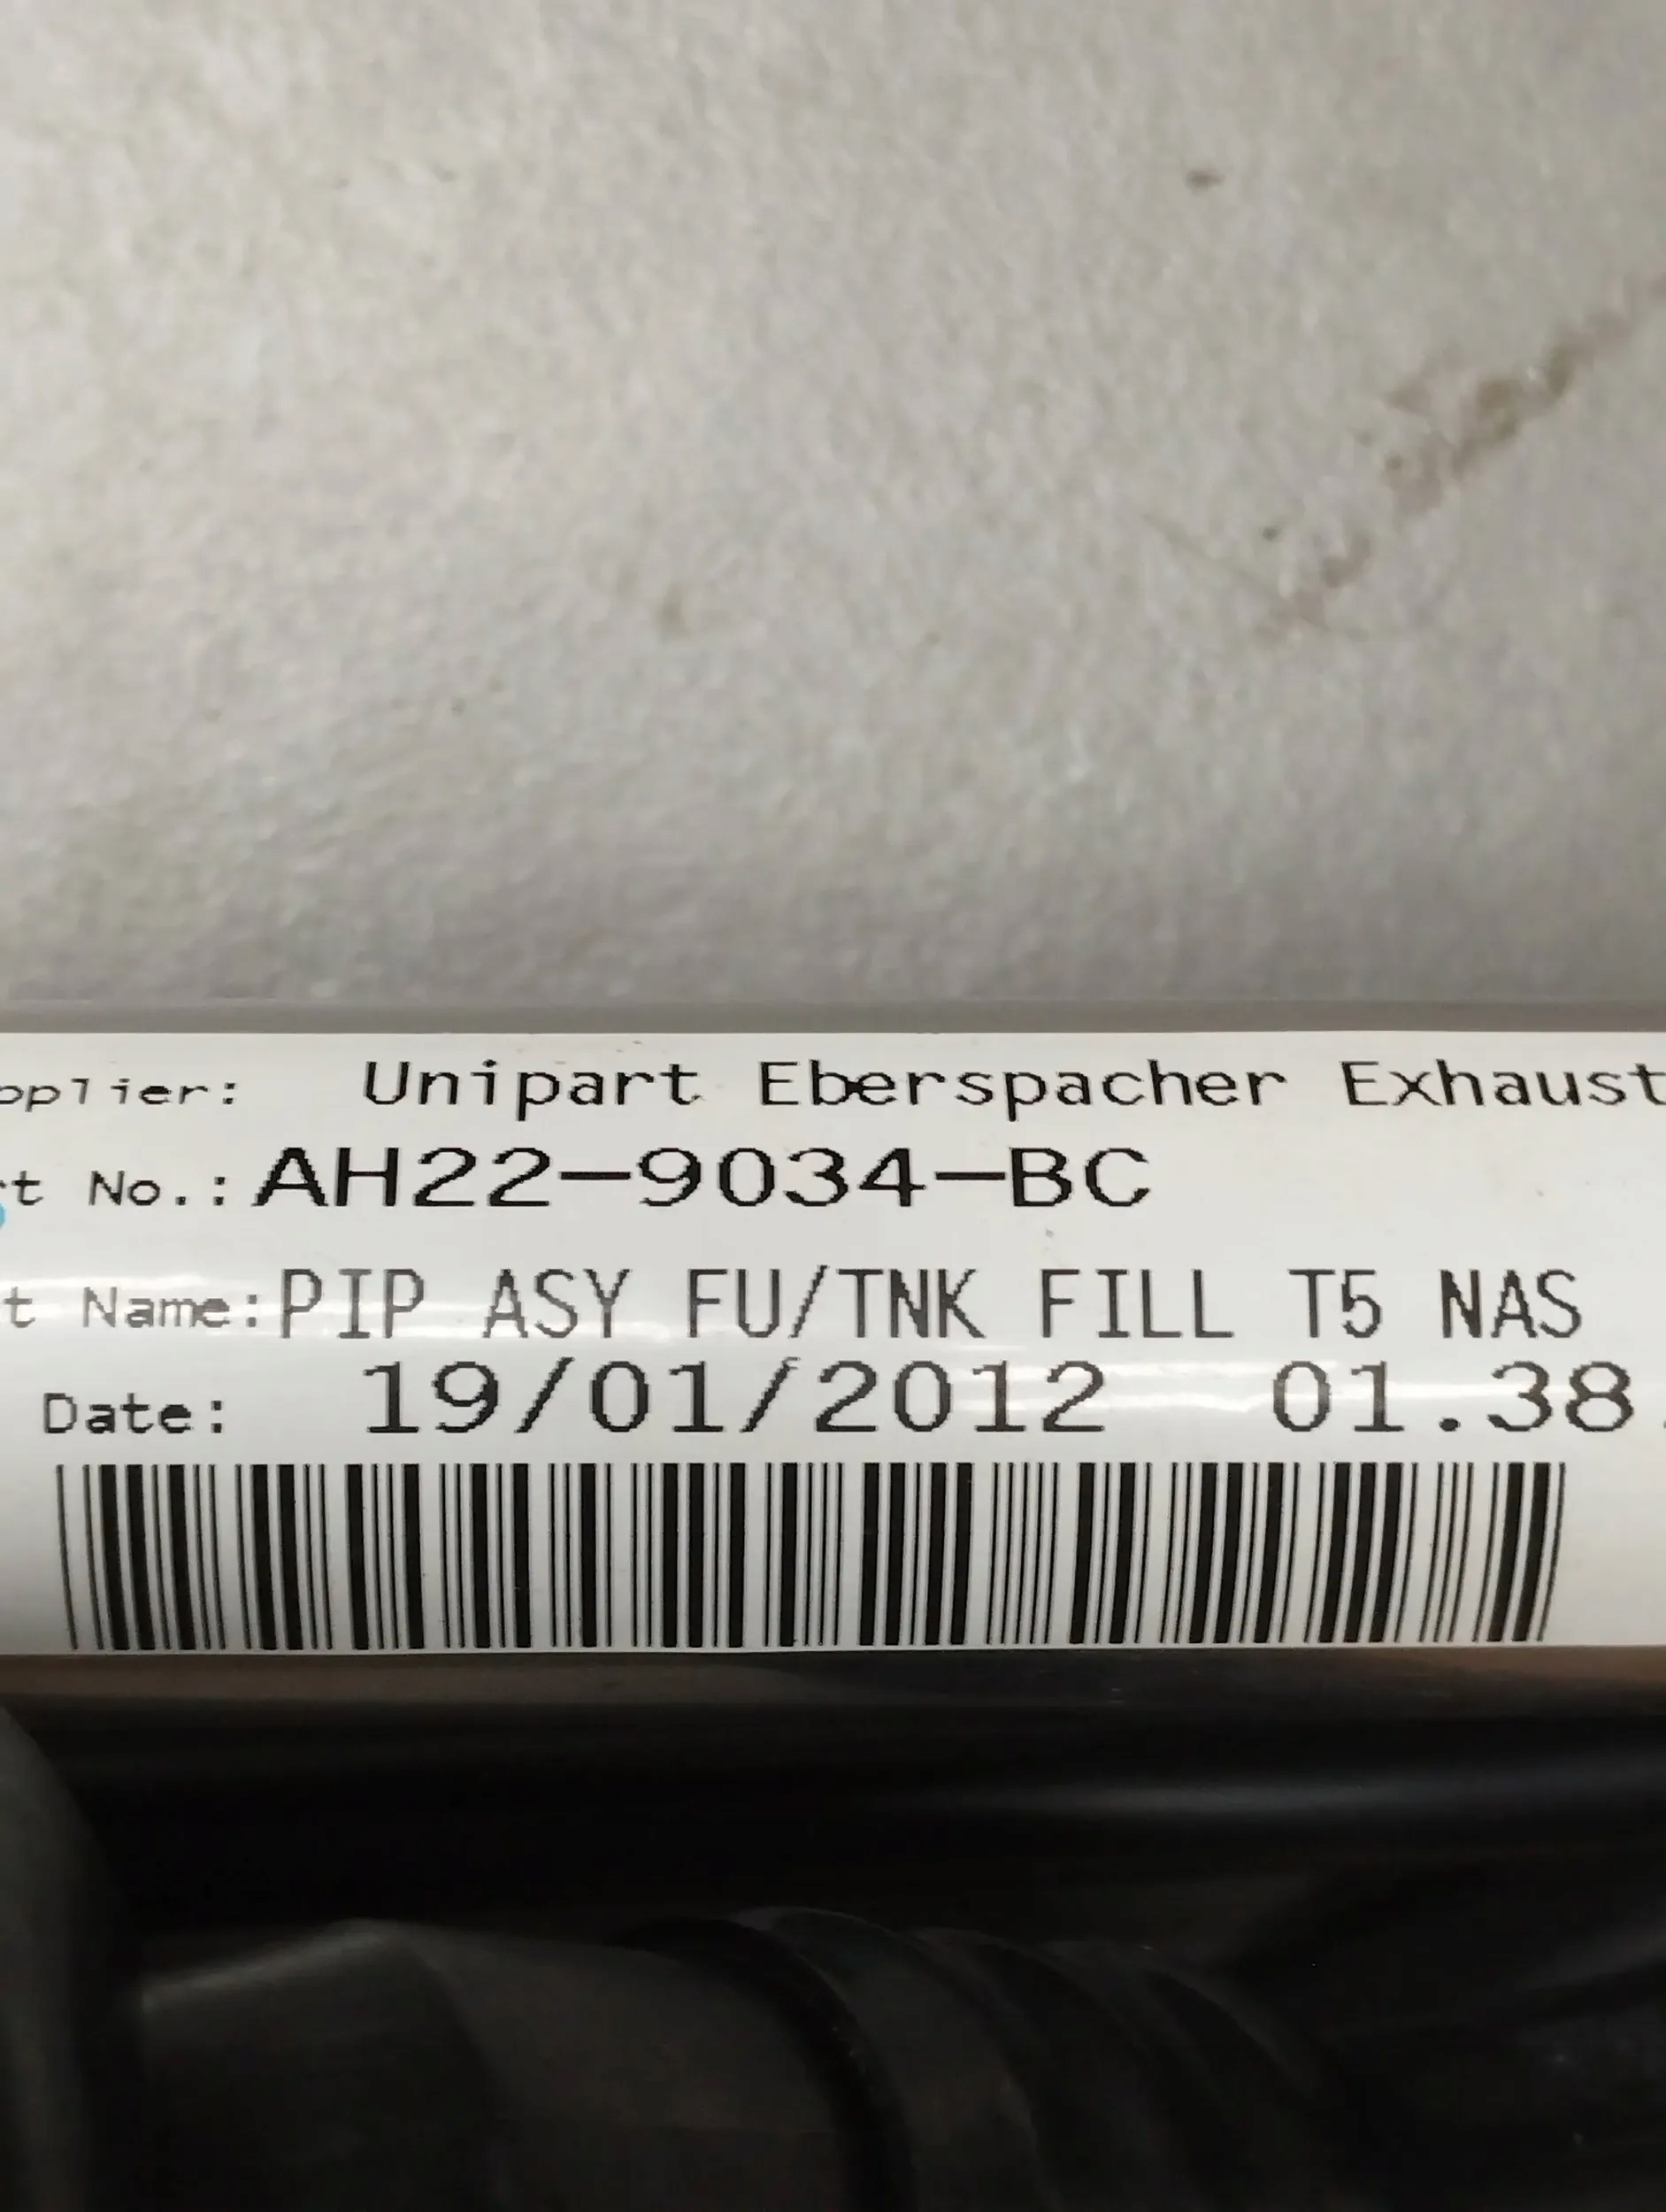 pplier: Unipart Eberspacher Exhaust
t No.: AH22-9034-BC
t Name: PIP ASY FU/TNK FILL T5 NAS
Date: 19/01/2012 01.38